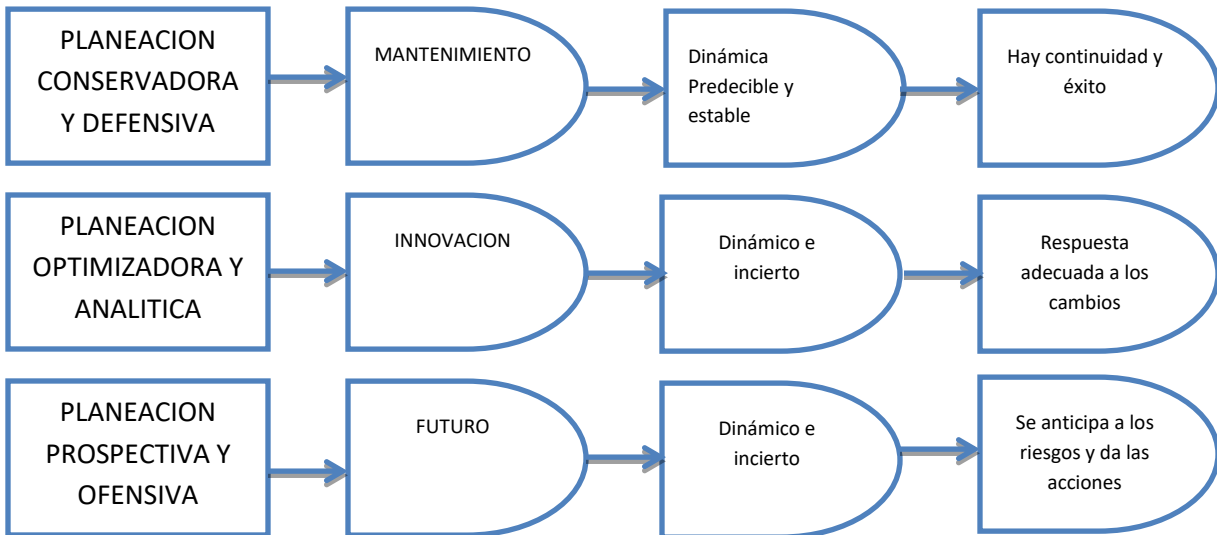 PLANEACION
CONSERVADORA
Y DEFENSIVA
MANTENIMIENTO
Dinámica
Predecible y
estable
Hay continuidad y
éxito
PLANEACION
OPTIMIZADORA Y
ANALITICA
INNOVACION
Dinámico e
incierto
Respuesta
adecuada a los
cambios
PLANEACION
PROSPECTIVA Y
OFENSIVA
FUTURO
Dinámico e
incierto
Se anticipa a los
riesgos y da las
acciones